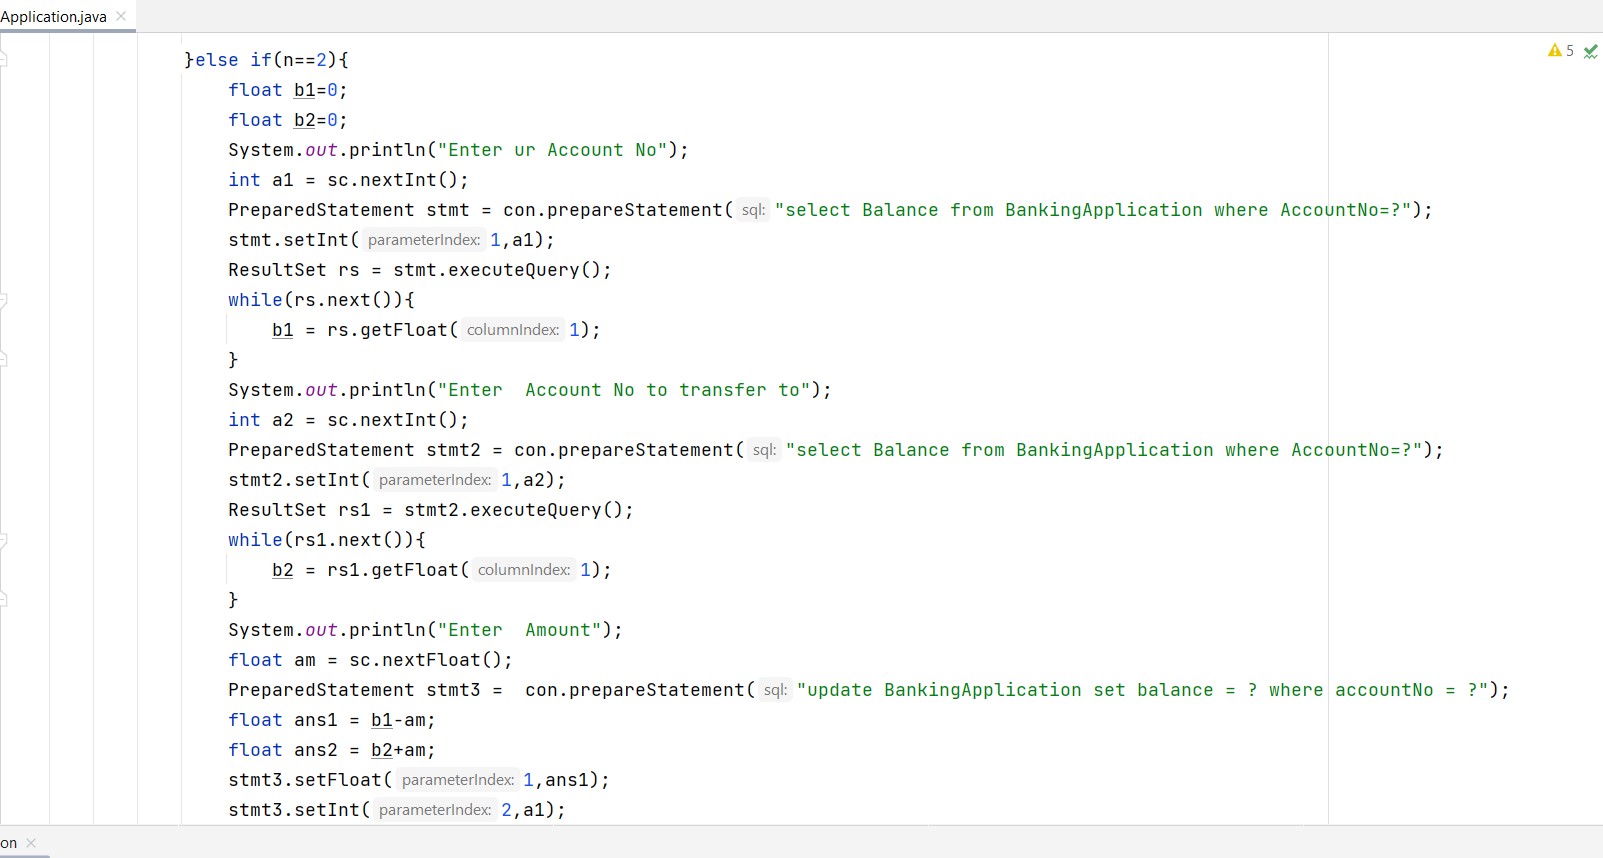 Application.java
5
}else if(n==2){
float b1=0;
float b2=0;
System.out.println("Enter ur Account No");
int a1 = sc.nextInt();
PreparedStatement stmt = con.prepareStatement( sql: "select Balance from BankingApplication where AccountNo=?");
stmt.setInt( parameterIndex: 1,a1);
ResultSet rs = stmt.executeQuery();
while(rs.next()){
b1 = rs.getFloat( columnIndex: 1);
}
System.out.println("Enter  Account No to transfer to");
int a2 = sc.nextInt();
PreparedStatement stmt2 = con.prepareStatement( sql: "select Balance from BankingApplication where AccountNo=?");
stmt2.setInt( parameterIndex: 1,a2);
ResultSet rs1 = stmt2.executeQuery();
while(rs1.next()){
b2 = rs1.getFloat( columnIndex: 1);
}
System.out.println("Enter  Amount");
float am = sc.nextFloat();
PreparedStatement stmt3 =  con.prepareStatement( sql: "update BankingApplication set balance = ? where accountNo = ?");
float ans1 = b1-am;
float ans2 = b2+am;
stmt3.setFloat( parameterIndex: 1,ans1);
stmt3.setInt( parameterIndex: 2,a1);
on